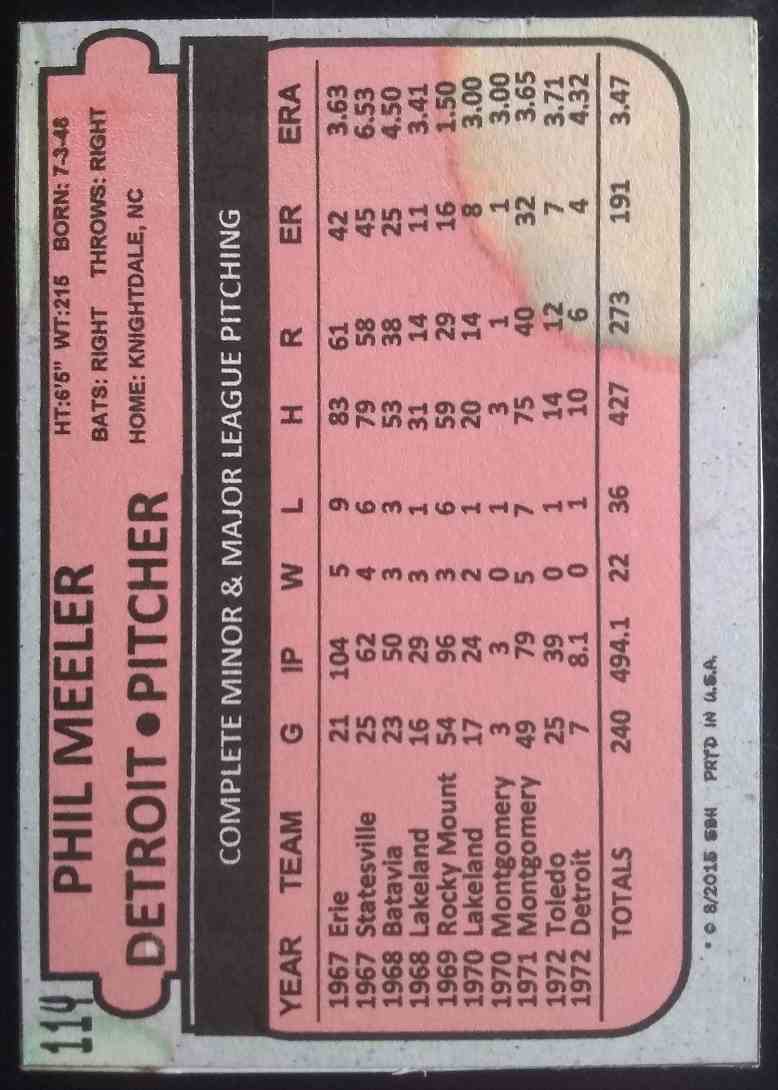 114
PHIL MEELER
DETROIT • PITCHER
HT:6'5" WT:215 BORN: 7-3-48
BATS: RIGHT THROWS: RIGHT
HOME: KNIGHTDALE, NC
COMPLETE MINOR & MAJOR LEAGUE PITCHING
YEAR TEAM G IP W L H R ER ERA
1967 Erie 21 104 5 9 83 61 42 3.63
1967 Statesville 25 62 4 6 79 58 45 6.53
1968 Batavia 23 50 3 3 53 38 25 4.50
1968 Lakeland 16 29 3 1 31 14 11 3.41
1969 Rocky Mount 54 96 3 6 59 29 16 1.50
1970 Lakeland 17 24 2 1 20 14 8 3.00
1970 Montgomery 3 3 0 1 3 1 1 3.00
1971 Montgomery 49 79 5 7 75 40 32 3.65
1972 Toledo 25 39 0 1 14 12 7 3.71
1972 Detroit 7 8.1 0 1 10 6 4 4.32
TOTALS 240 494.1 22 36 427 273 191 3.47
* © 8/2015 SBH PRT'D IN U.S.A.